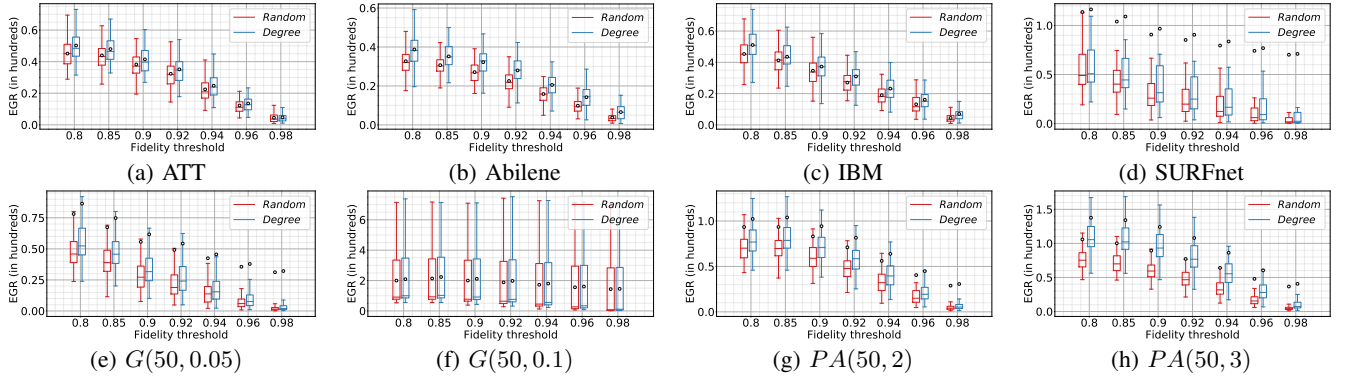 EGR (in hundreds)
0.6
0.4
0.2
0.0
Random
Degree
0.8 0.85 0.9 0.92 0.94 0.96 0.98
Fidelity threshold
(a) ATT
EGR (in hundreds)
0.6
0.4
0.2
0.0
Random
Degree
0.8 0.85 0.9 0.92 0.94 0.96 0.98
Fidelity threshold
(b) Abilene
EGR (in hundreds)
0.6
0.4
0.2
0.0
Random
Degree
0.8 0.85 0.9 0.92 0.94 0.96 0.98
Fidelity threshold
(c) IBM
EGR (in hundreds)
1.0
0.5
0.0
Random
Degree
0.8 0.85 0.9 0.92 0.94 0.96 0.98
Fidelity threshold
(d) SURFnet
EGR (in hundreds)
0.75
0.50
0.25
0.00
Random
Degree
0.8 0.85 0.9 0.92 0.94 0.96 0.98
Fidelity threshold
(e) G(50, 0.05)
EGR (in hundreds)
6
4
2
0
Random
Degree
0.8 0.85 0.9 0.92 0.94 0.96 0.98
Fidelity threshold
(f) G(50, 0.1)
EGR (in hundreds)
1.0
0.5
0.0
Random
Degree
0.8 0.85 0.9 0.92 0.94 0.96 0.98
Fidelity threshold
(g) PA(50, 2)
EGR (in hundreds)
1.5
1.0
0.5
0.0
Random
Degree
0.8 0.85 0.9 0.92 0.94 0.96 0.98
Fidelity threshold
(h) PA(50, 3)